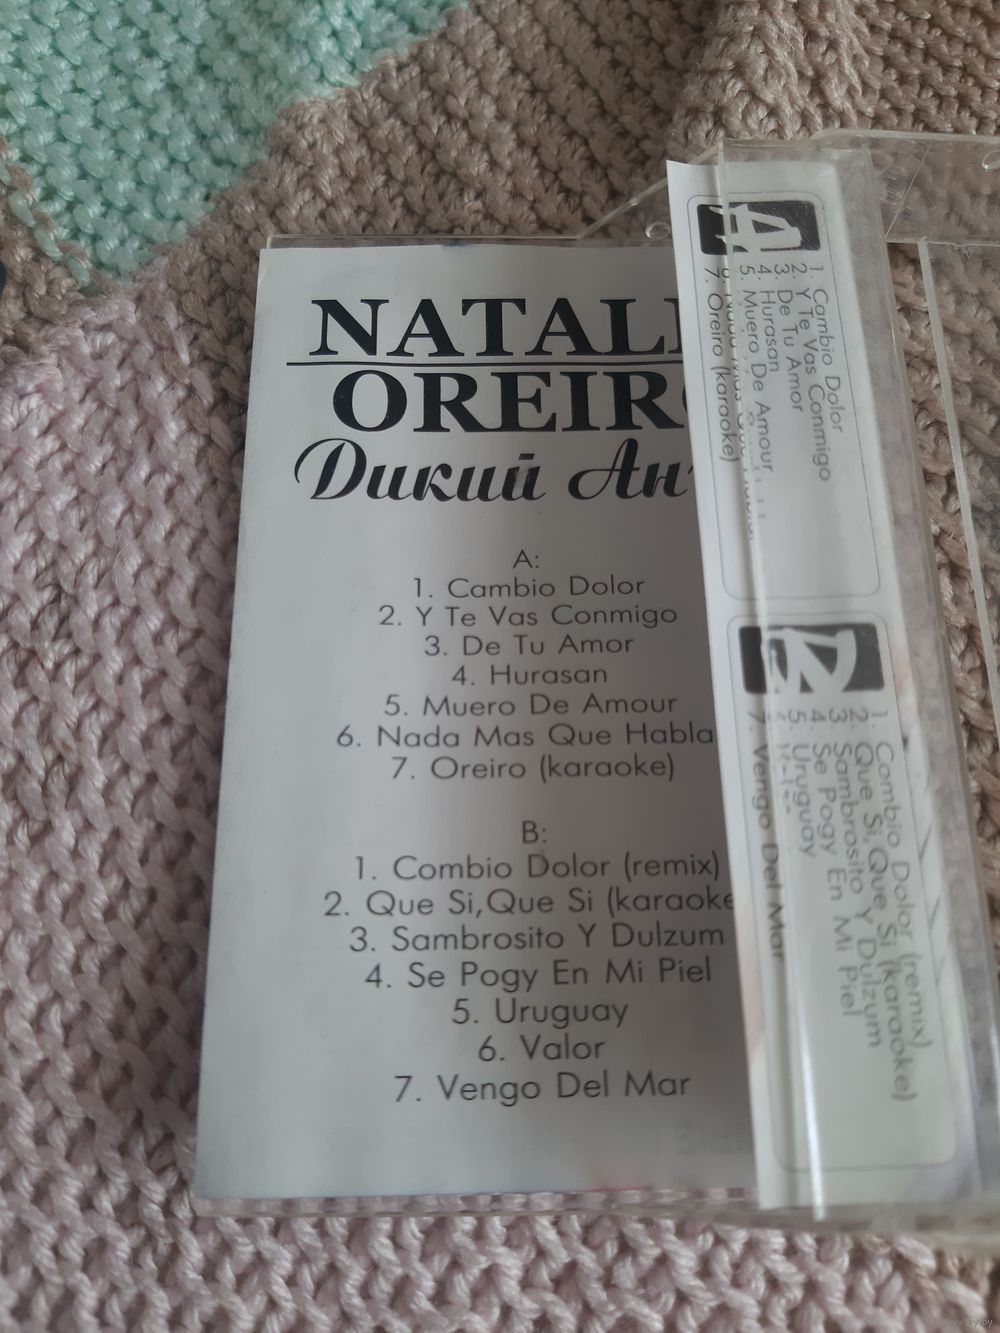 NATALI
OREIRO
Дикий Ан
A:
1. Cambio Dolor
2. Y Te Vas Conmigo
3. De Tu Amor
4. Hurasan
5. Muero De Amour
6. Nada Mas Que Habla
7. Oreiro (karaoke)
B:
1. Combio Dolor (remix)
2. Que Si,Que Si (karaoke
3. Sambrosito Y Dulzum
4. Se Pogy En Mi Piel
5. Uruguay
6. Valor
7. Vengo Del Mar
A
1. Cambio Dolor
2. Y Te Vas Conmigo
3. De Tu Amor
4. Hurasan
5. Muero De Amour
7. Oreiro (karaoke)
1. Combio Dolor (remix)
2. Que Si,Que Si (karaoke)
3. Sambrosito Y Dulzum
4. Se Pogy En Mi Piel
5. Uruguay
7. Vengo Del Mar